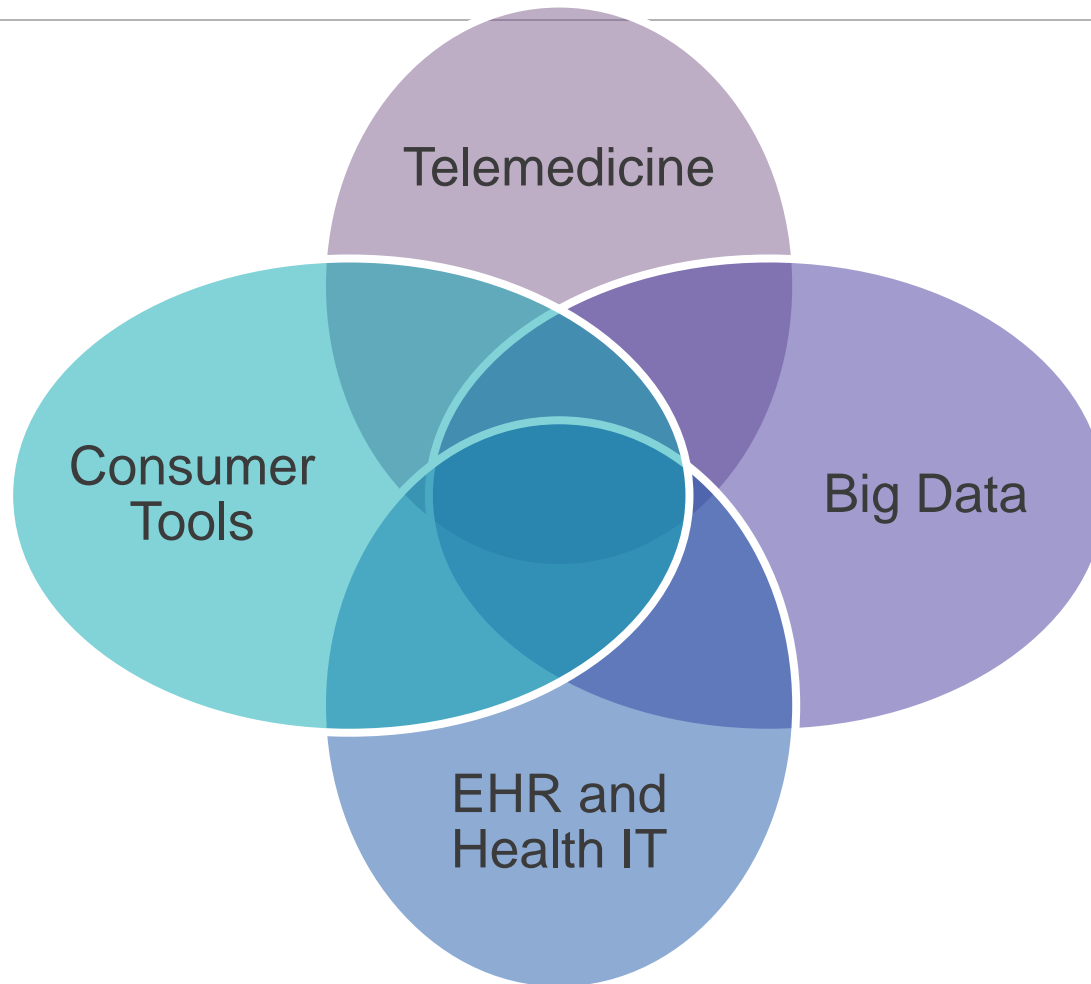 Telemedicine
Consumer
Tools
Big Data
EHR and
Health IT